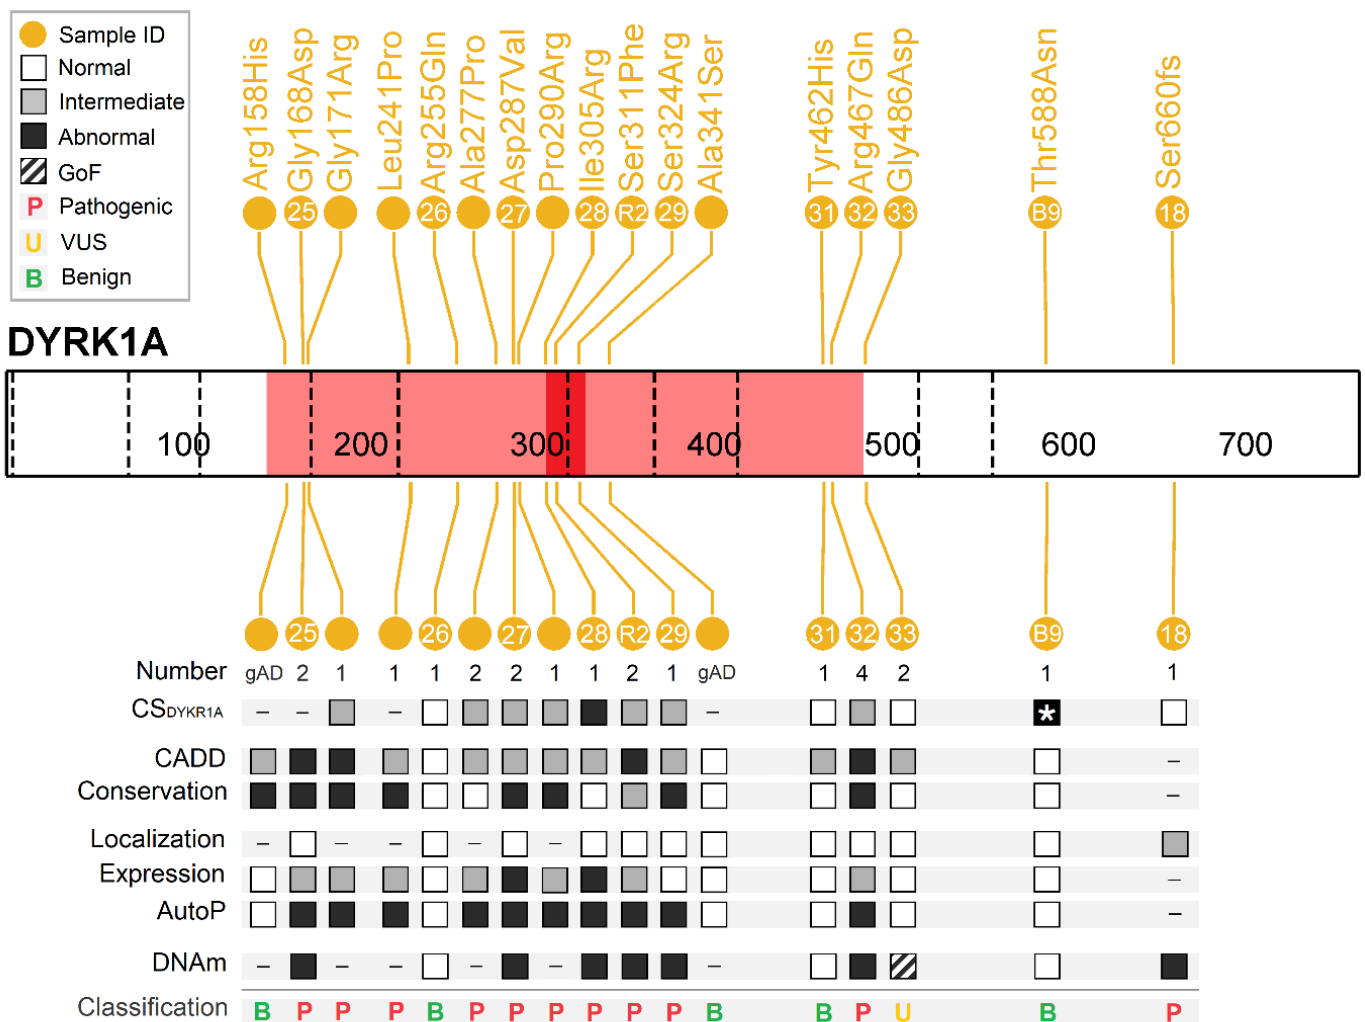 Sample ID
Normal
Intermediate
Abnormal
GoF
P Pathogenic
U VUS
B Benign
Arg158His
Gly168Asp
Gly171Arg
Leu241Pro
Arg255Gln
Ala277Pro
Asp287Val
Pro290Arg
Ile305Arg
Ser311Phe
Ser324Arg
Ala341Ser
Tyr462His
Arg467Gln
Gly486Asp
Thr588Asn
Ser660fs
25 26 27 28 R2 29 31 32 33 B9 18
DYRK1A
100 200 300 400 500 600 700
25 26 27 28 R2 29 31 32 33 B9 18
Number gAD 2 1 1 1 2 2 1 1 2 1 gAD 1 4 2 1 1
CSDYKR1A – – – – *
CADD –
Conservation –
Localization – – – – –
Expression –
AutoP –
DNAm – – – – – –
Classification B P P P B P P P P P P B B P U B P